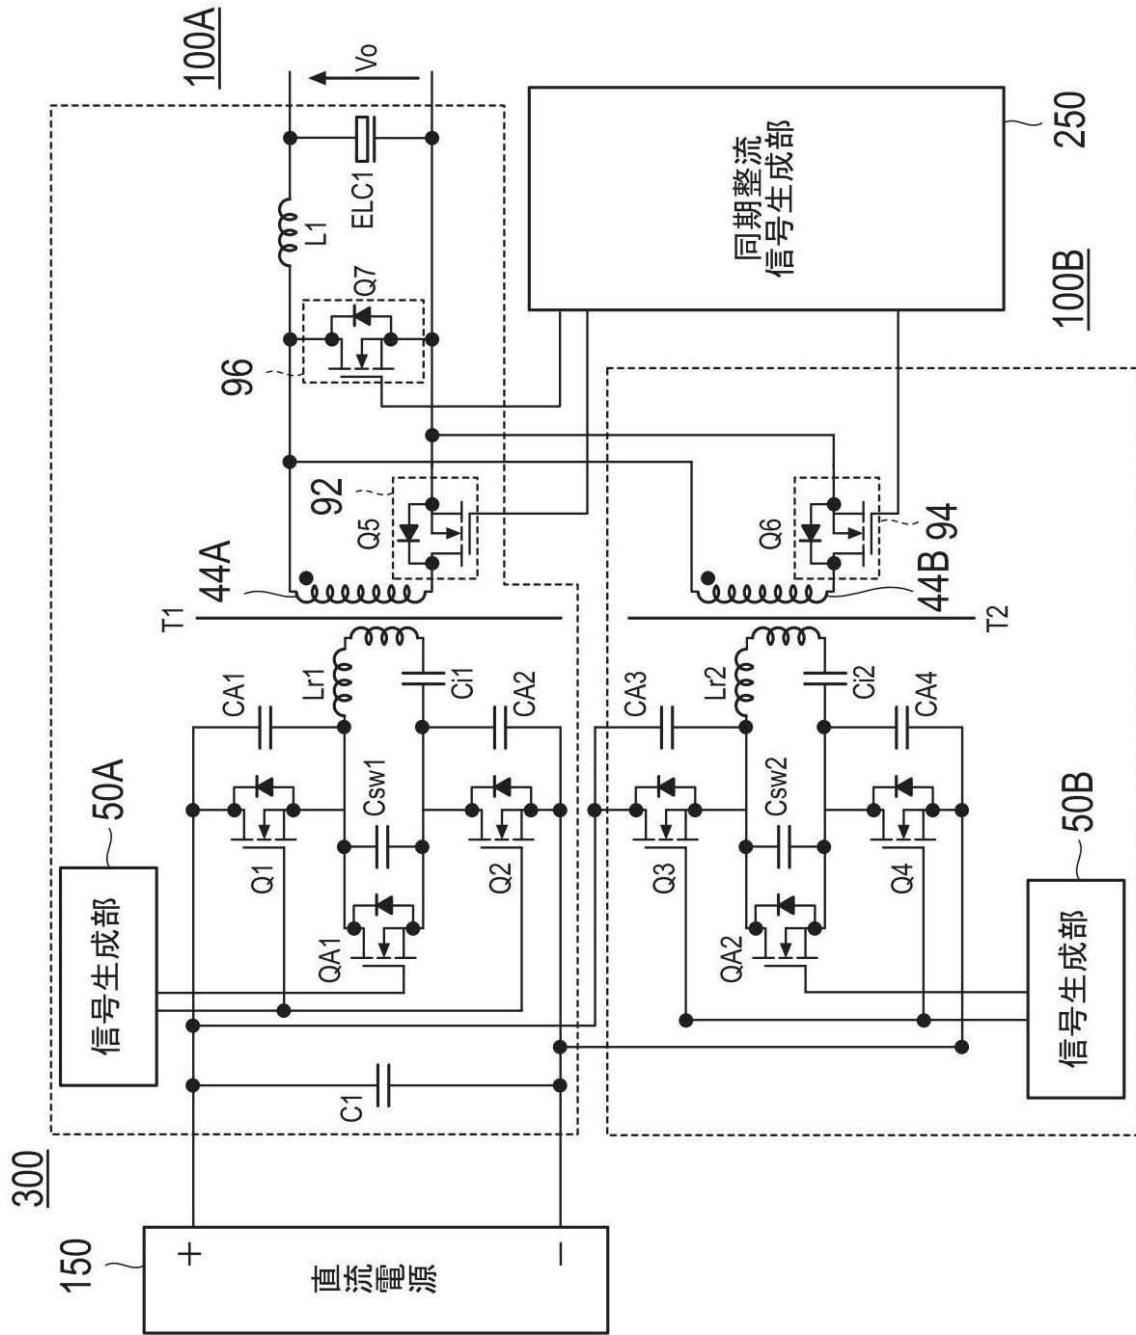 300
150
+
−
直流電源
C1
信号生成部
50A
QA1
Q1
Q2
Csw1
CA1
CA2
Lr1
Ci1
T1
44A
92
Q5
96
Q7
L1
ELC1
Vo
100A
同期整流
信号生成部
250
100B
信号生成部
50B
QA2
Q3
Q4
Csw2
CA3
CA4
Lr2
Ci2
T2
44B
94
Q6